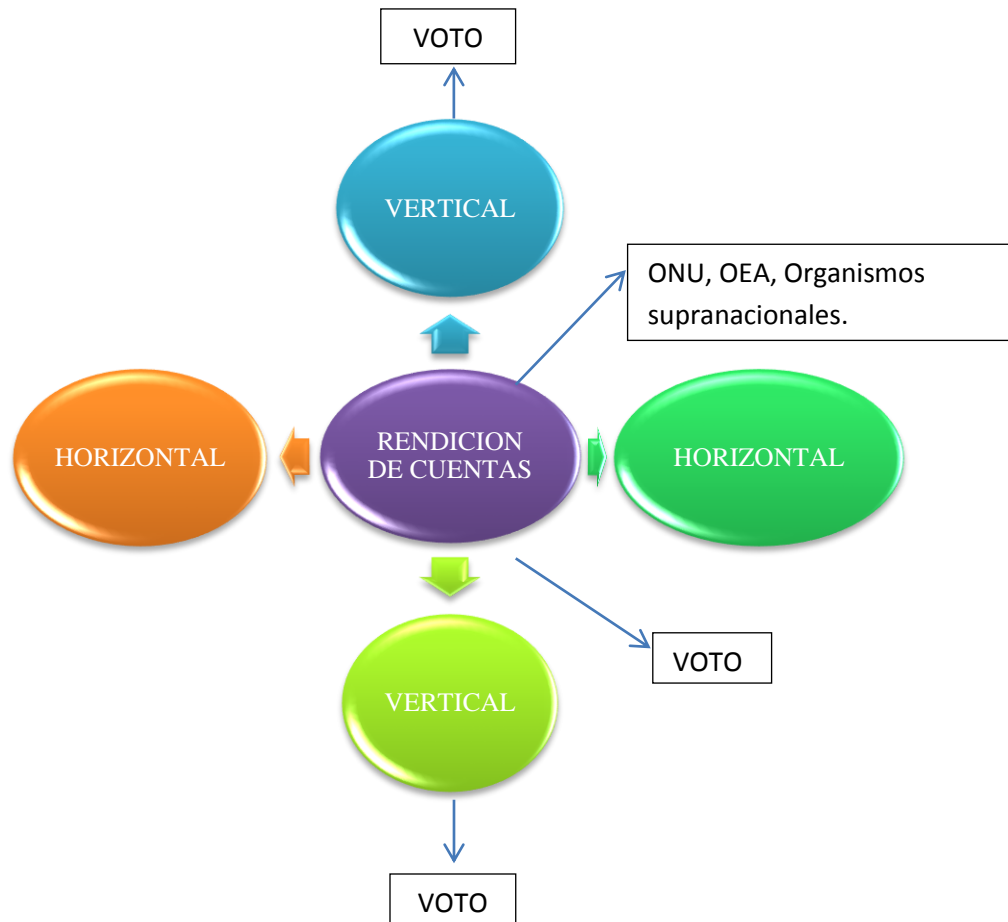 VOTO
VERTICAL
ONU, OEA, Organismos
supranacionales.
HORIZONTAL
RENDICION
DE CUENTAS
HORIZONTAL
VOTO
VERTICAL
VOTO